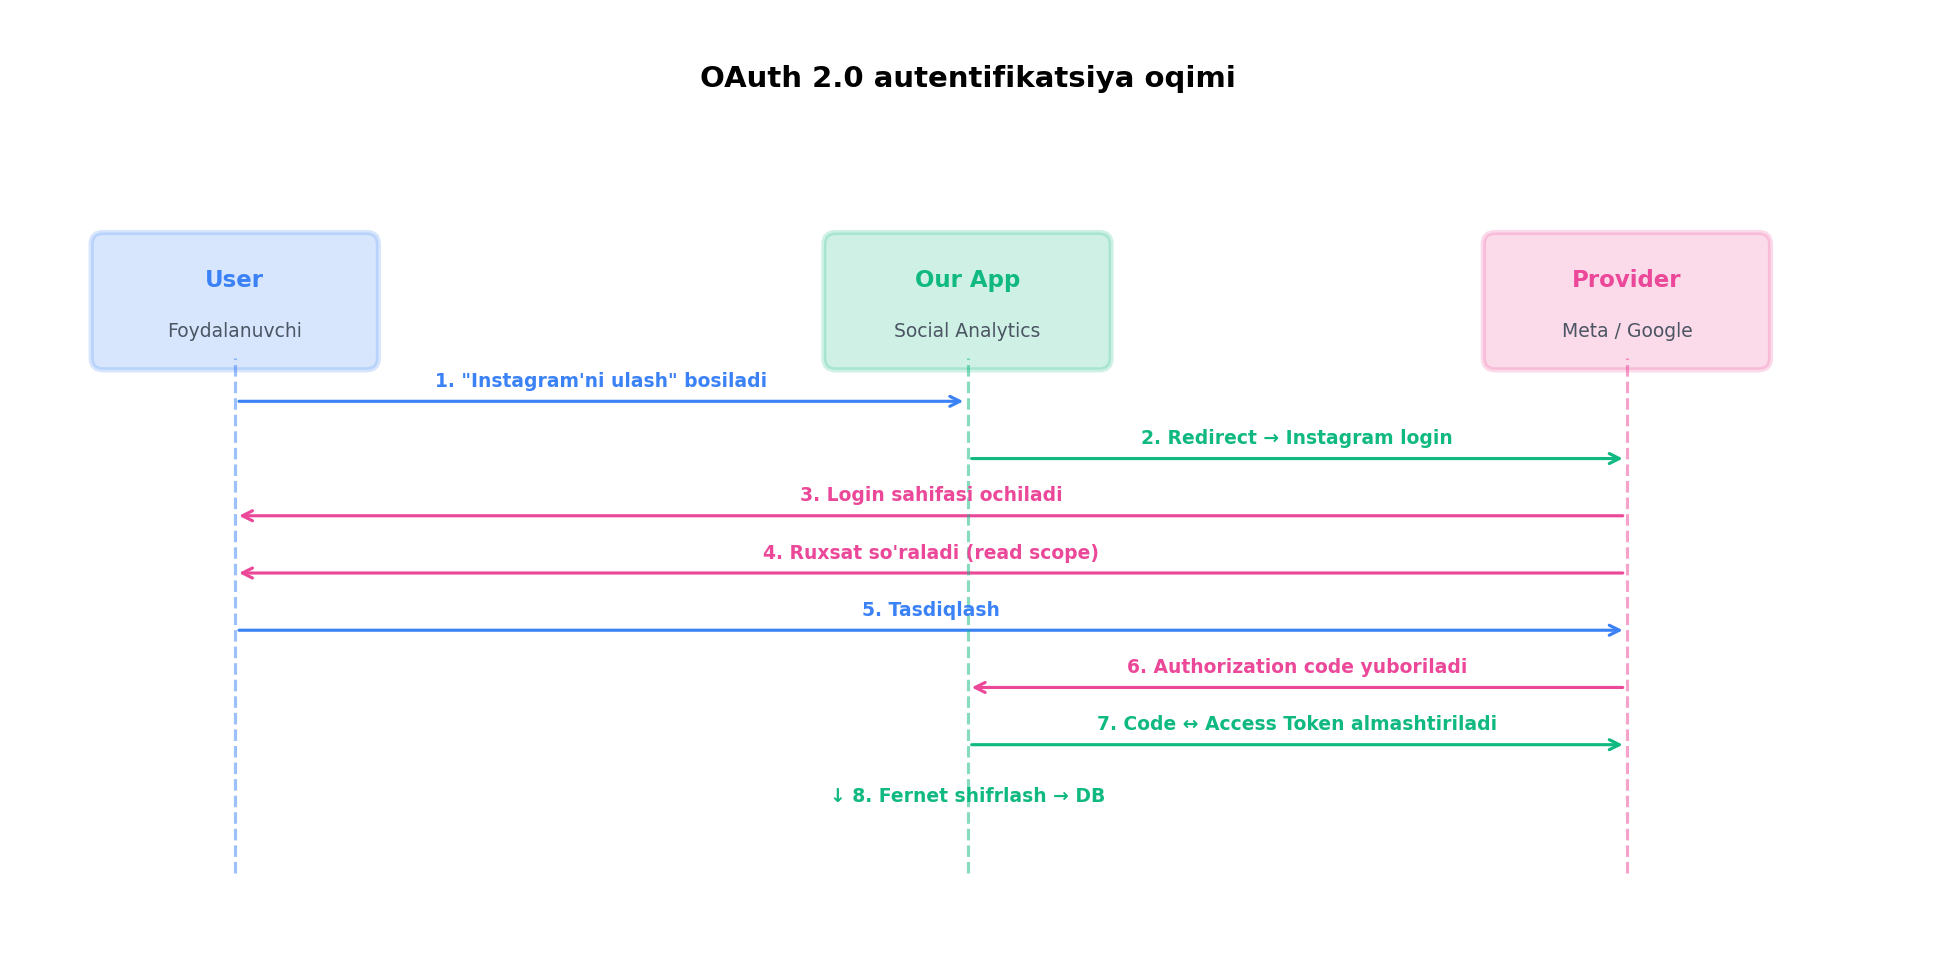 OAuth 2.0 autentifikatsiya oqimi
User
Foydalanuvchi
Our App
Social Analytics
Provider
Meta / Google
1. "Instagram'ni ulash" bosiladi
2. Redirect → Instagram login
3. Login sahifasi ochiladi
4. Ruxsat so'raladi (read scope)
5. Tasdiqlash
6. Authorization code yuboriladi
7. Code ↔ Access Token almashtiriladi
↓ 8. Fernet shifrlash → DB